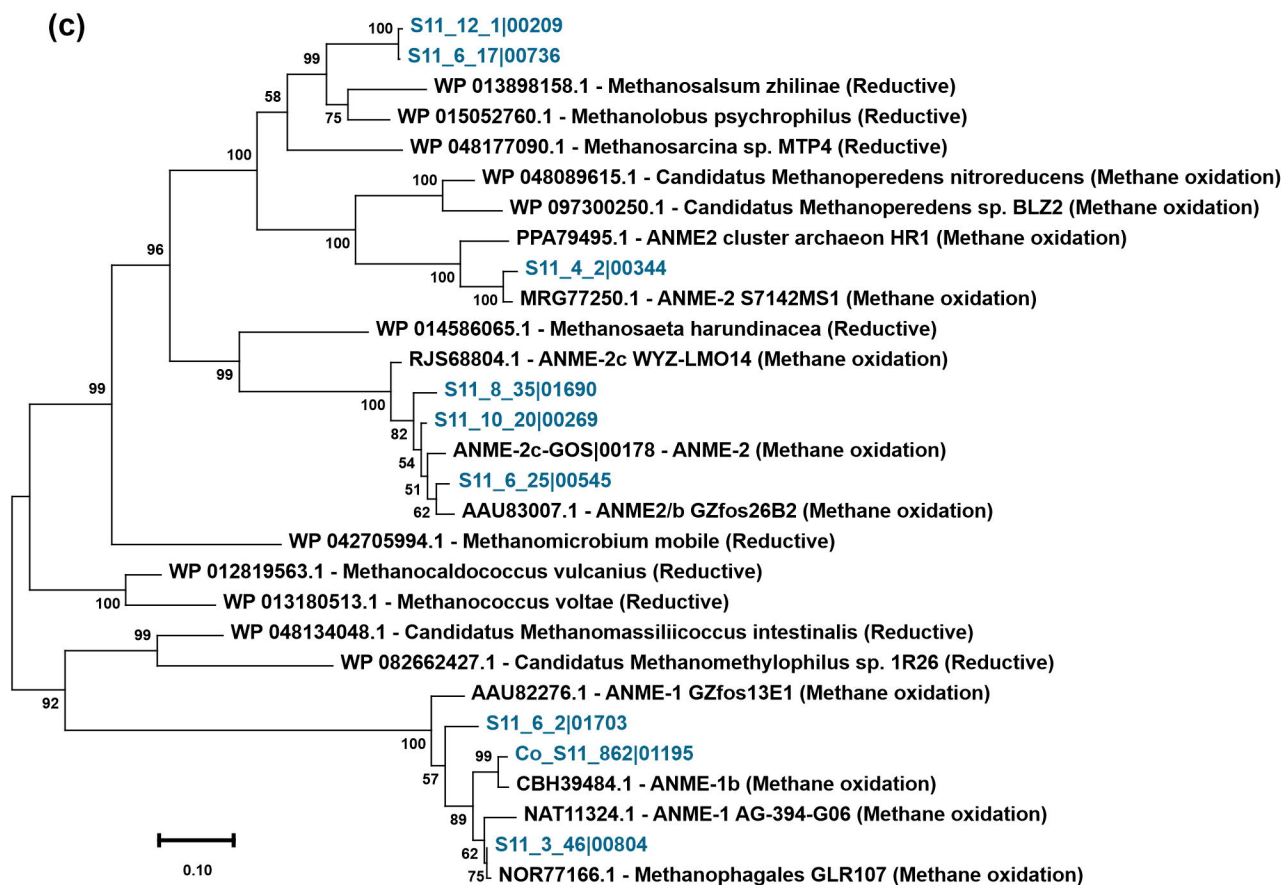 (c)
S11_12_1|00209
100
S11_6_17|00736
99
WP 013898158.1 - Methanosalsum zhilinae (Reductive)
58
75
WP 015052760.1 - Methanolobus psychrophilus (Reductive)
100
WP 048177090.1 - Methanosarcina sp. MTP4 (Reductive)
100
WP 048089615.1 - Candidatus Methanoperedens nitroreducens (Methane oxidation)
WP 097300250.1 - Candidatus Methanoperedens sp. BLZ2 (Methane oxidation)
100
96
PPA79495.1 - ANME2 cluster archaeon HR1 (Methane oxidation)
100
S11_4_2|00344
100
MRG77250.1 - ANME-2 S7142MS1 (Methane oxidation)
WP 014586065.1 - Methanosaeta harundinacea (Reductive)
99
RJS68804.1 - ANME-2c WYZ-LMO14 (Methane oxidation)
99
S11_8_35|01690
100
S11_10_20|00269
82
ANME-2c-GOS|00178 - ANME-2 (Methane oxidation)
54
S11_6_25|00545
51
62
AAU83007.1 - ANME2/b GZfos26B2 (Methane oxidation)
WP 042705994.1 - Methanomicrobium mobile (Reductive)
WP 012819563.1 - Methanocaldococcus vulcanius (Reductive)
100
WP 013180513.1 - Methanococcus voltae (Reductive)
99
WP 048134048.1 - Candidatus Methanomassiliicoccus intestinalis (Reductive)
WP 082662427.1 - Candidatus Methanomethylophilus sp. 1R26 (Reductive)
92
AAU82276.1 - ANME-1 GZfos13E1 (Methane oxidation)
S11_6_2|01703
100
99
Co_S11_862|01195
57
CBH39484.1 - ANME-1b (Methane oxidation)
89
NAT11324.1 - ANME-1 AG-394-G06 (Methane oxidation)
S11_3_46|00804
62
75
NOR77166.1 - Methanophagales GLR107 (Methane oxidation)
0.10